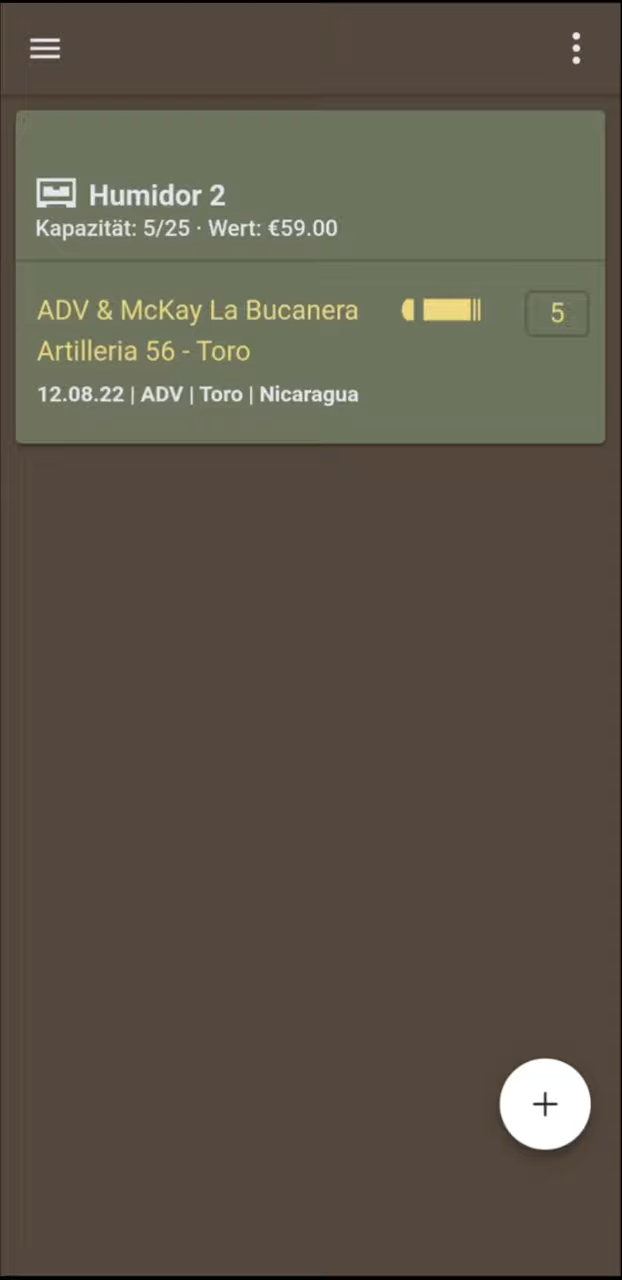 Humidor 2
Kapazität: 5/25 · Wert: €59.00
ADV & McKay La Bucanera
Artilleria 56 - Toro
5
12.08.22 | ADV | Toro | Nicaragua